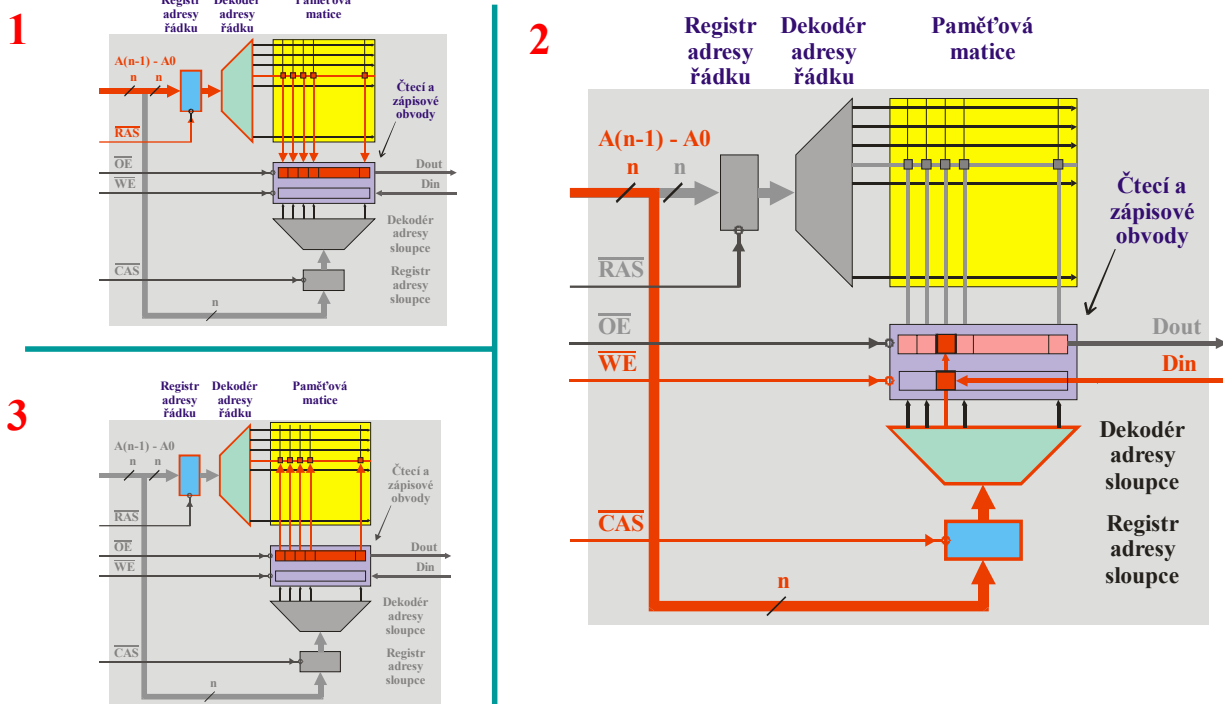 1
Registr
adresy
řádku
Dekodér
adresy
řádku
Paměťová
matice
A(n-1) - A0
n
n
Čtecí a
zápisové
obvody
RAS
OE
WE
Dout
Din
Dekodér
adresy
sloupce
CAS
Registr
adresy
sloupce
n
2
Registr
adresy
řádku
Dekodér
adresy
řádku
Paměťová
matice
A(n-1) - A0
n
n
Čtecí a
zápisové
obvody
RAS
OE
WE
Dout
Din
Dekodér
adresy
sloupce
CAS
Registr
adresy
sloupce
n
3
Registr
adresy
řádku
Dekodér
adresy
řádku
Paměťová
matice
A(n-1) - A0
n
n
Čtecí a
zápisové
obvody
RAS
OE
WE
Dout
Din
Dekodér
adresy
sloupce
CAS
Registr
adresy
sloupce
n